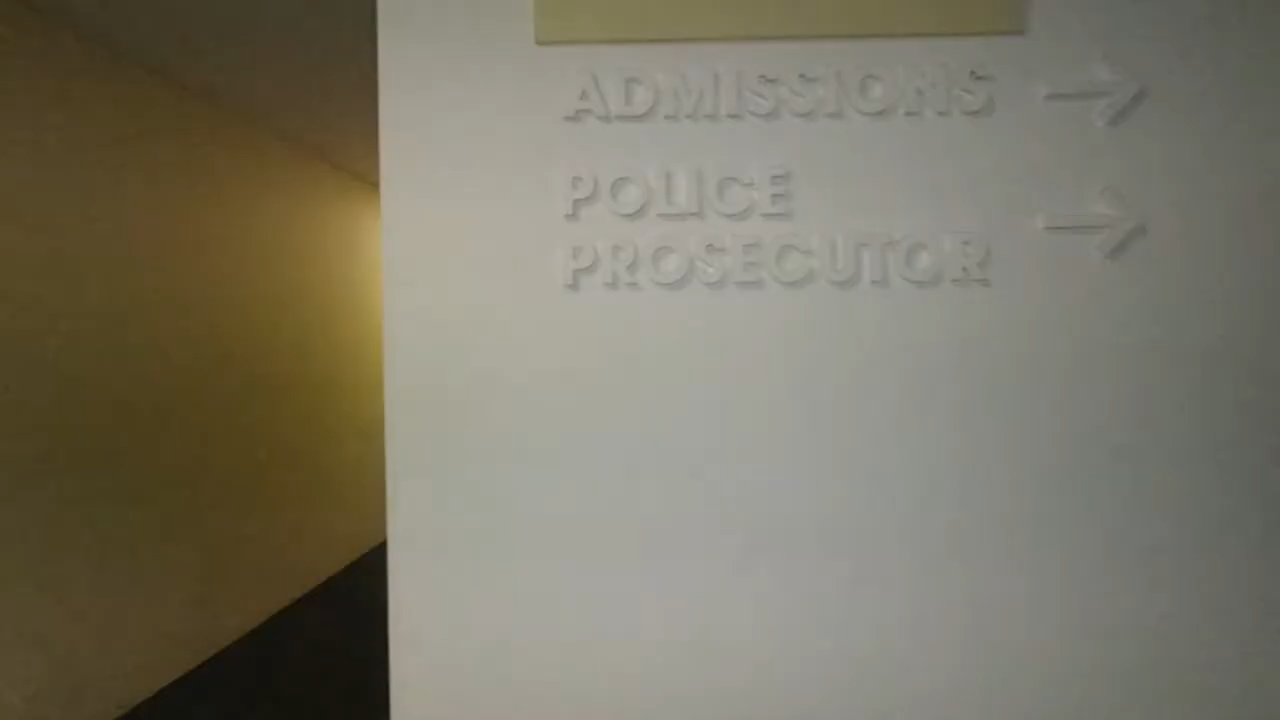 ADMISSIONS →
POLICE
PROSECUTOR →